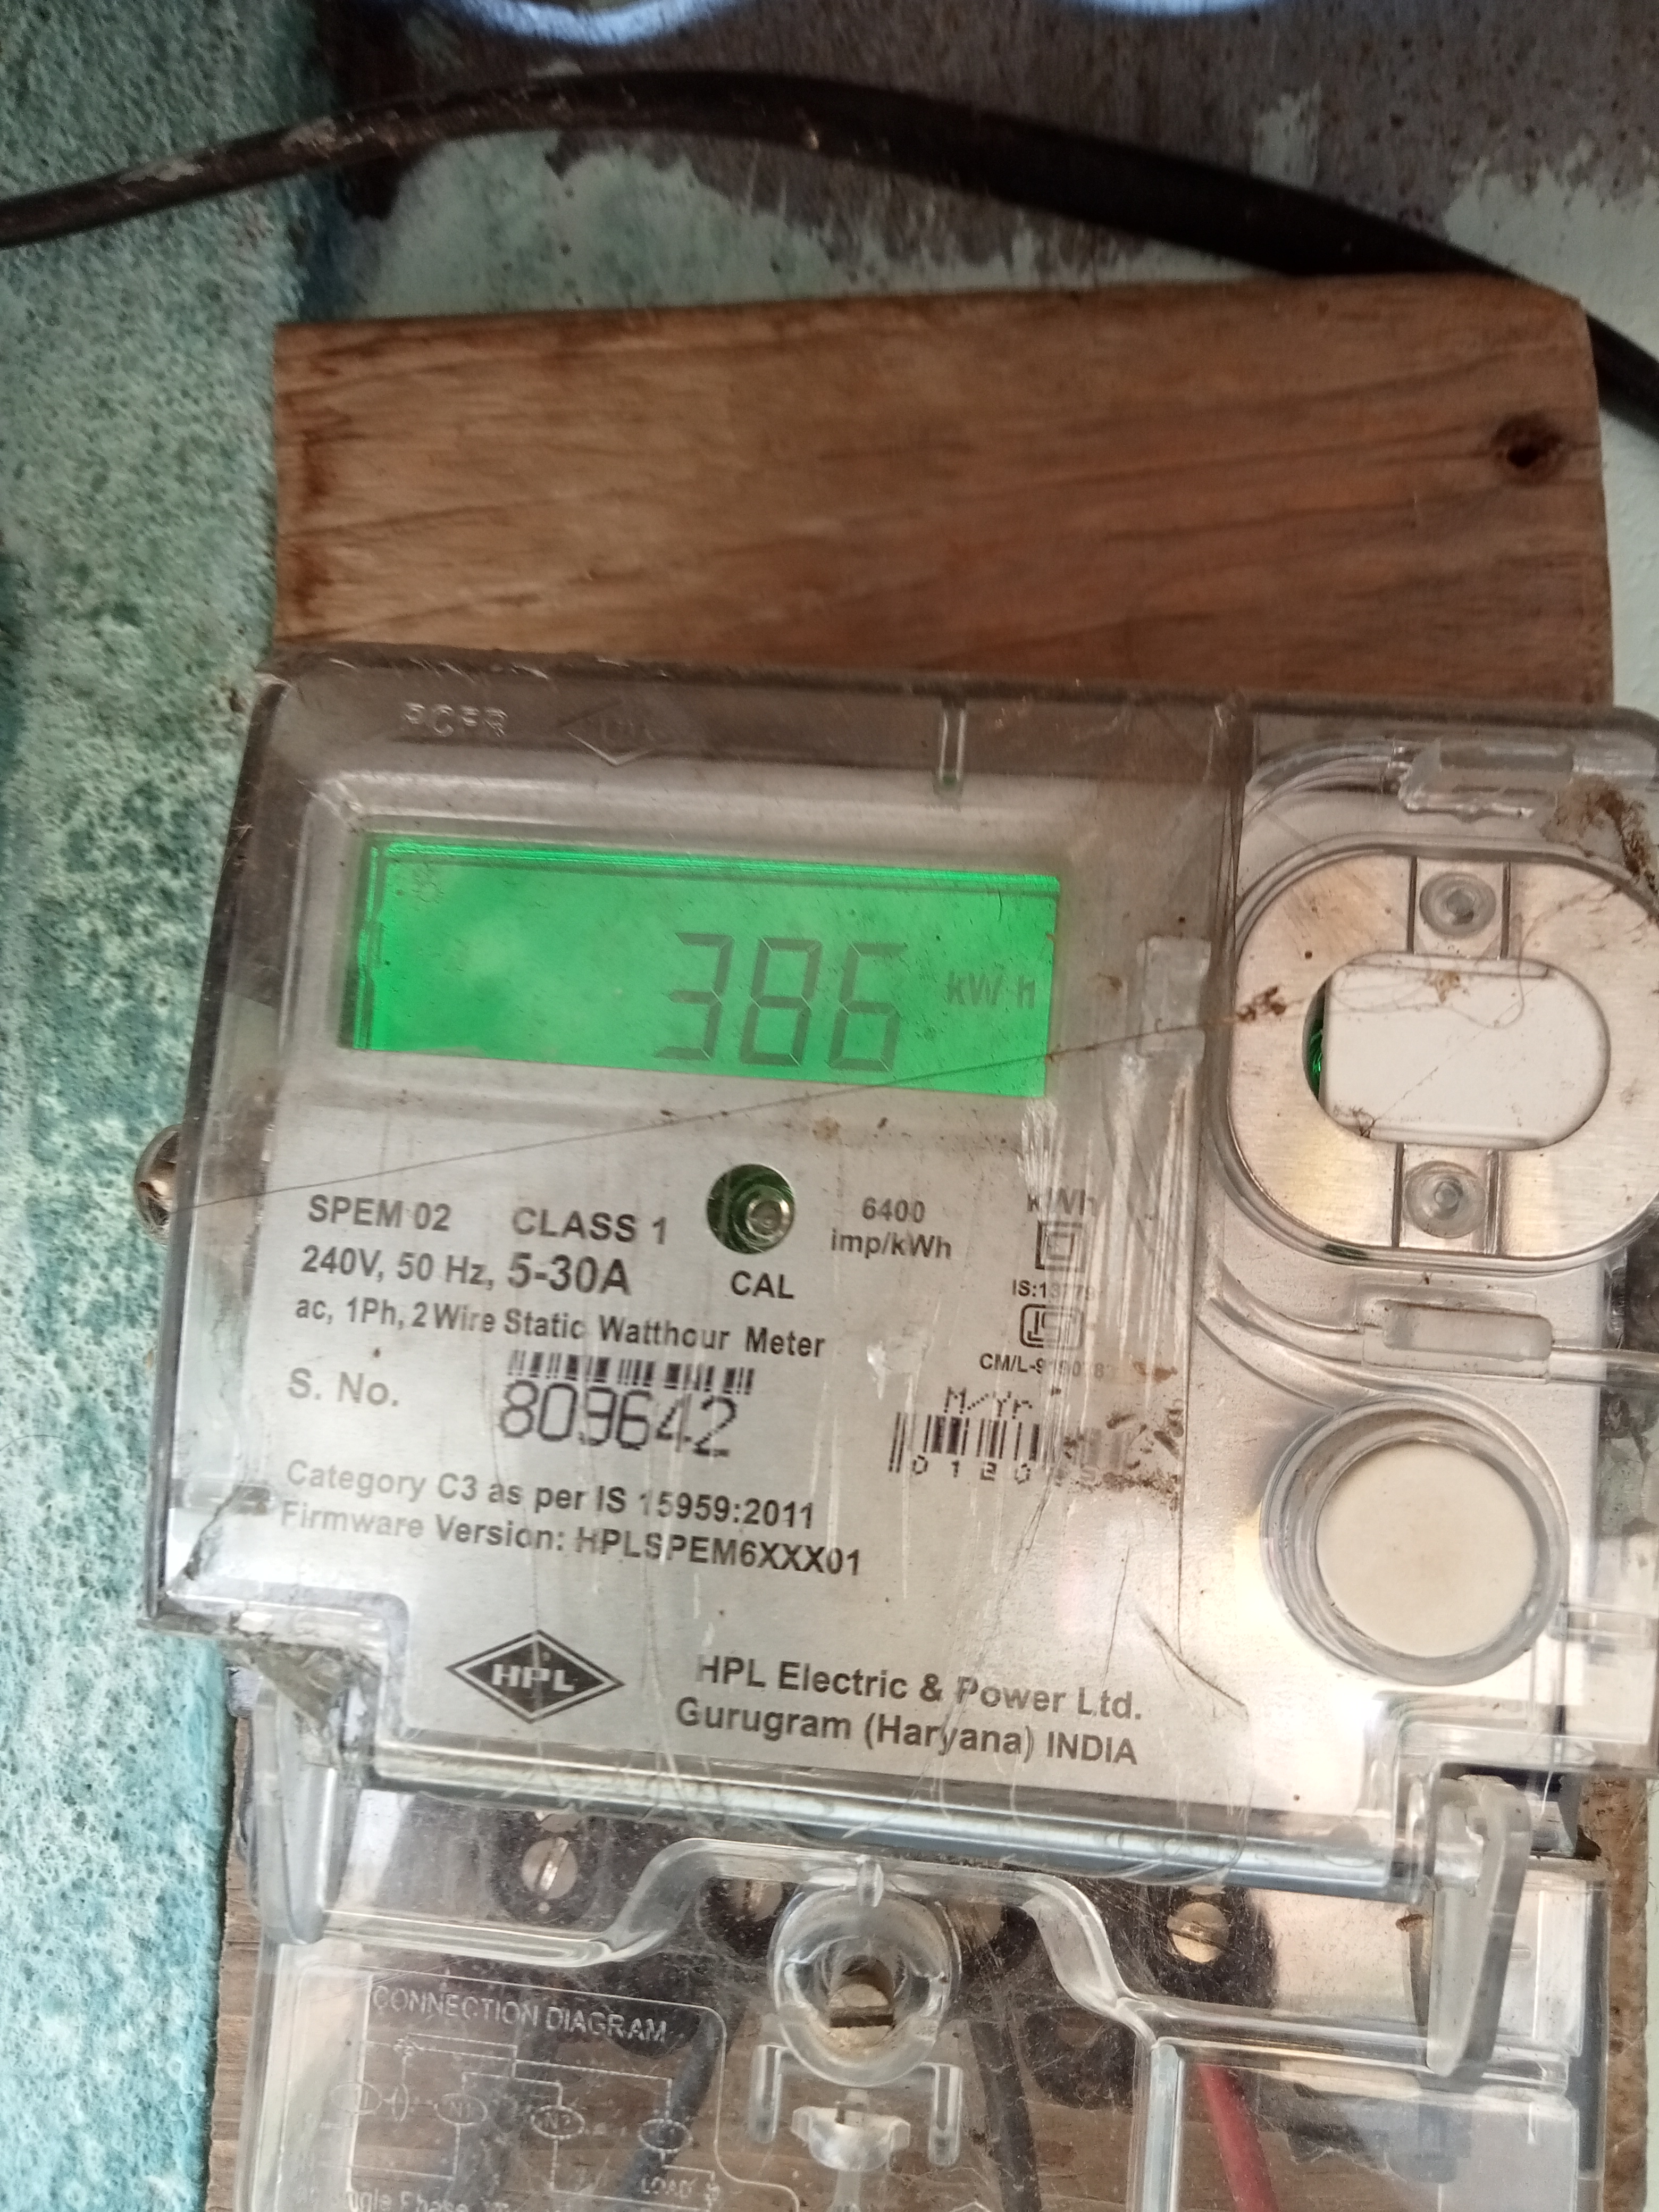 386 kWh
SPEM 02 CLASS 1
6400
imp/kWh
kWh
240V, 50 Hz, 5-30A
CAL
ac, 1Ph, 2 Wire Static Watthour Meter
S. No. 809642
M/Yr
Category C3 as per IS 15959:2011
Firmware Version: HPLSPEM6XXX01
HPL
HPL Electric & Power Ltd.
Gurugram (Haryana) INDIA
CONNECTION DIAGRAM
LOAD